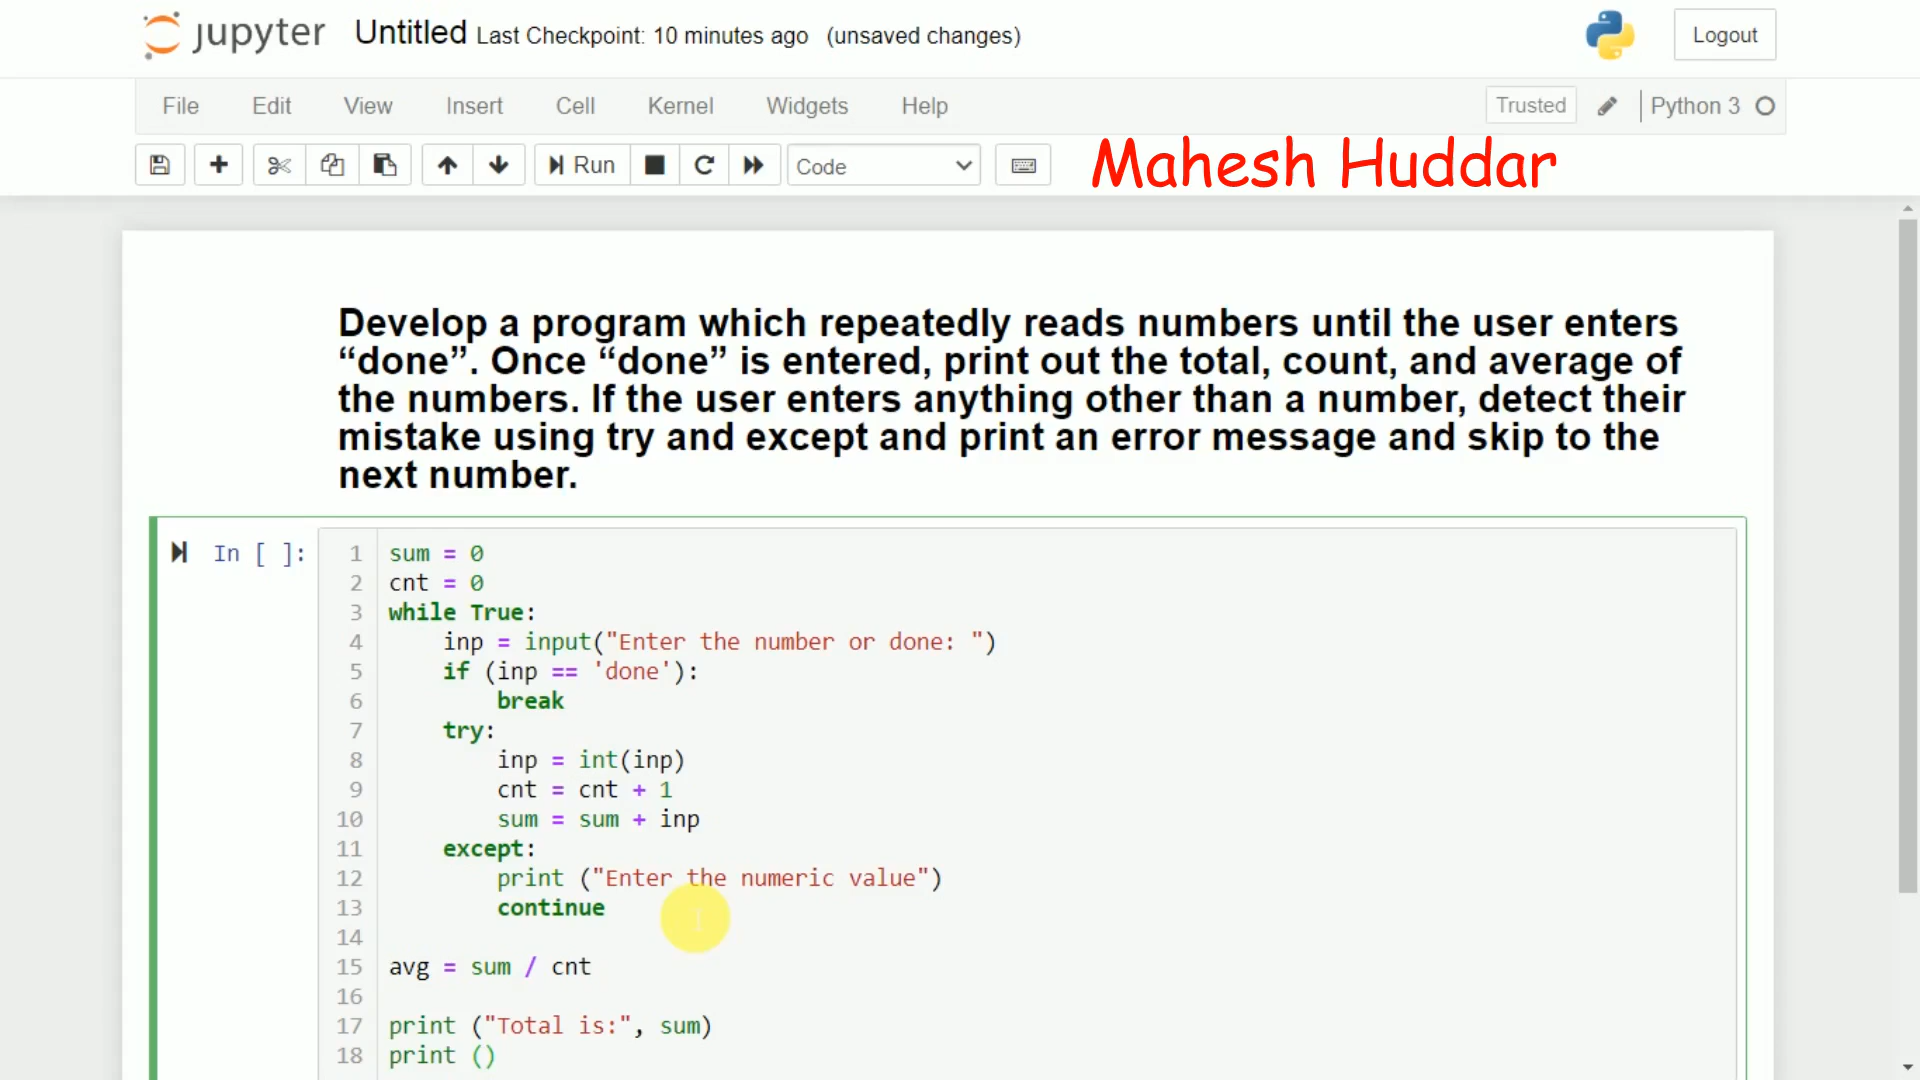 jupyter Untitled Last Checkpoint: 10 minutes ago (unsaved changes) Logout
File Edit View Insert Cell Kernel Widgets Help Trusted Python 3
Run Code Mahesh Huddar
Develop a program which repeatedly reads numbers until the user enters
“done”. Once “done” is entered, print out the total, count, and average of
the numbers. If the user enters anything other than a number, detect their
mistake using try and except and print an error message and skip to the
next number.
In [ ]: 1 sum = 0
2 cnt = 0
3 while True:
4     inp = input("Enter the number or done: ")
5     if (inp == 'done'):
6         break
7     try:
8         inp = int(inp)
9         cnt = cnt + 1
10         sum = sum + inp
11     except:
12         print ("Enter the numeric value")
13         continue
14
15 avg = sum / cnt
16
17 print ("Total is:", sum)
18 print ()